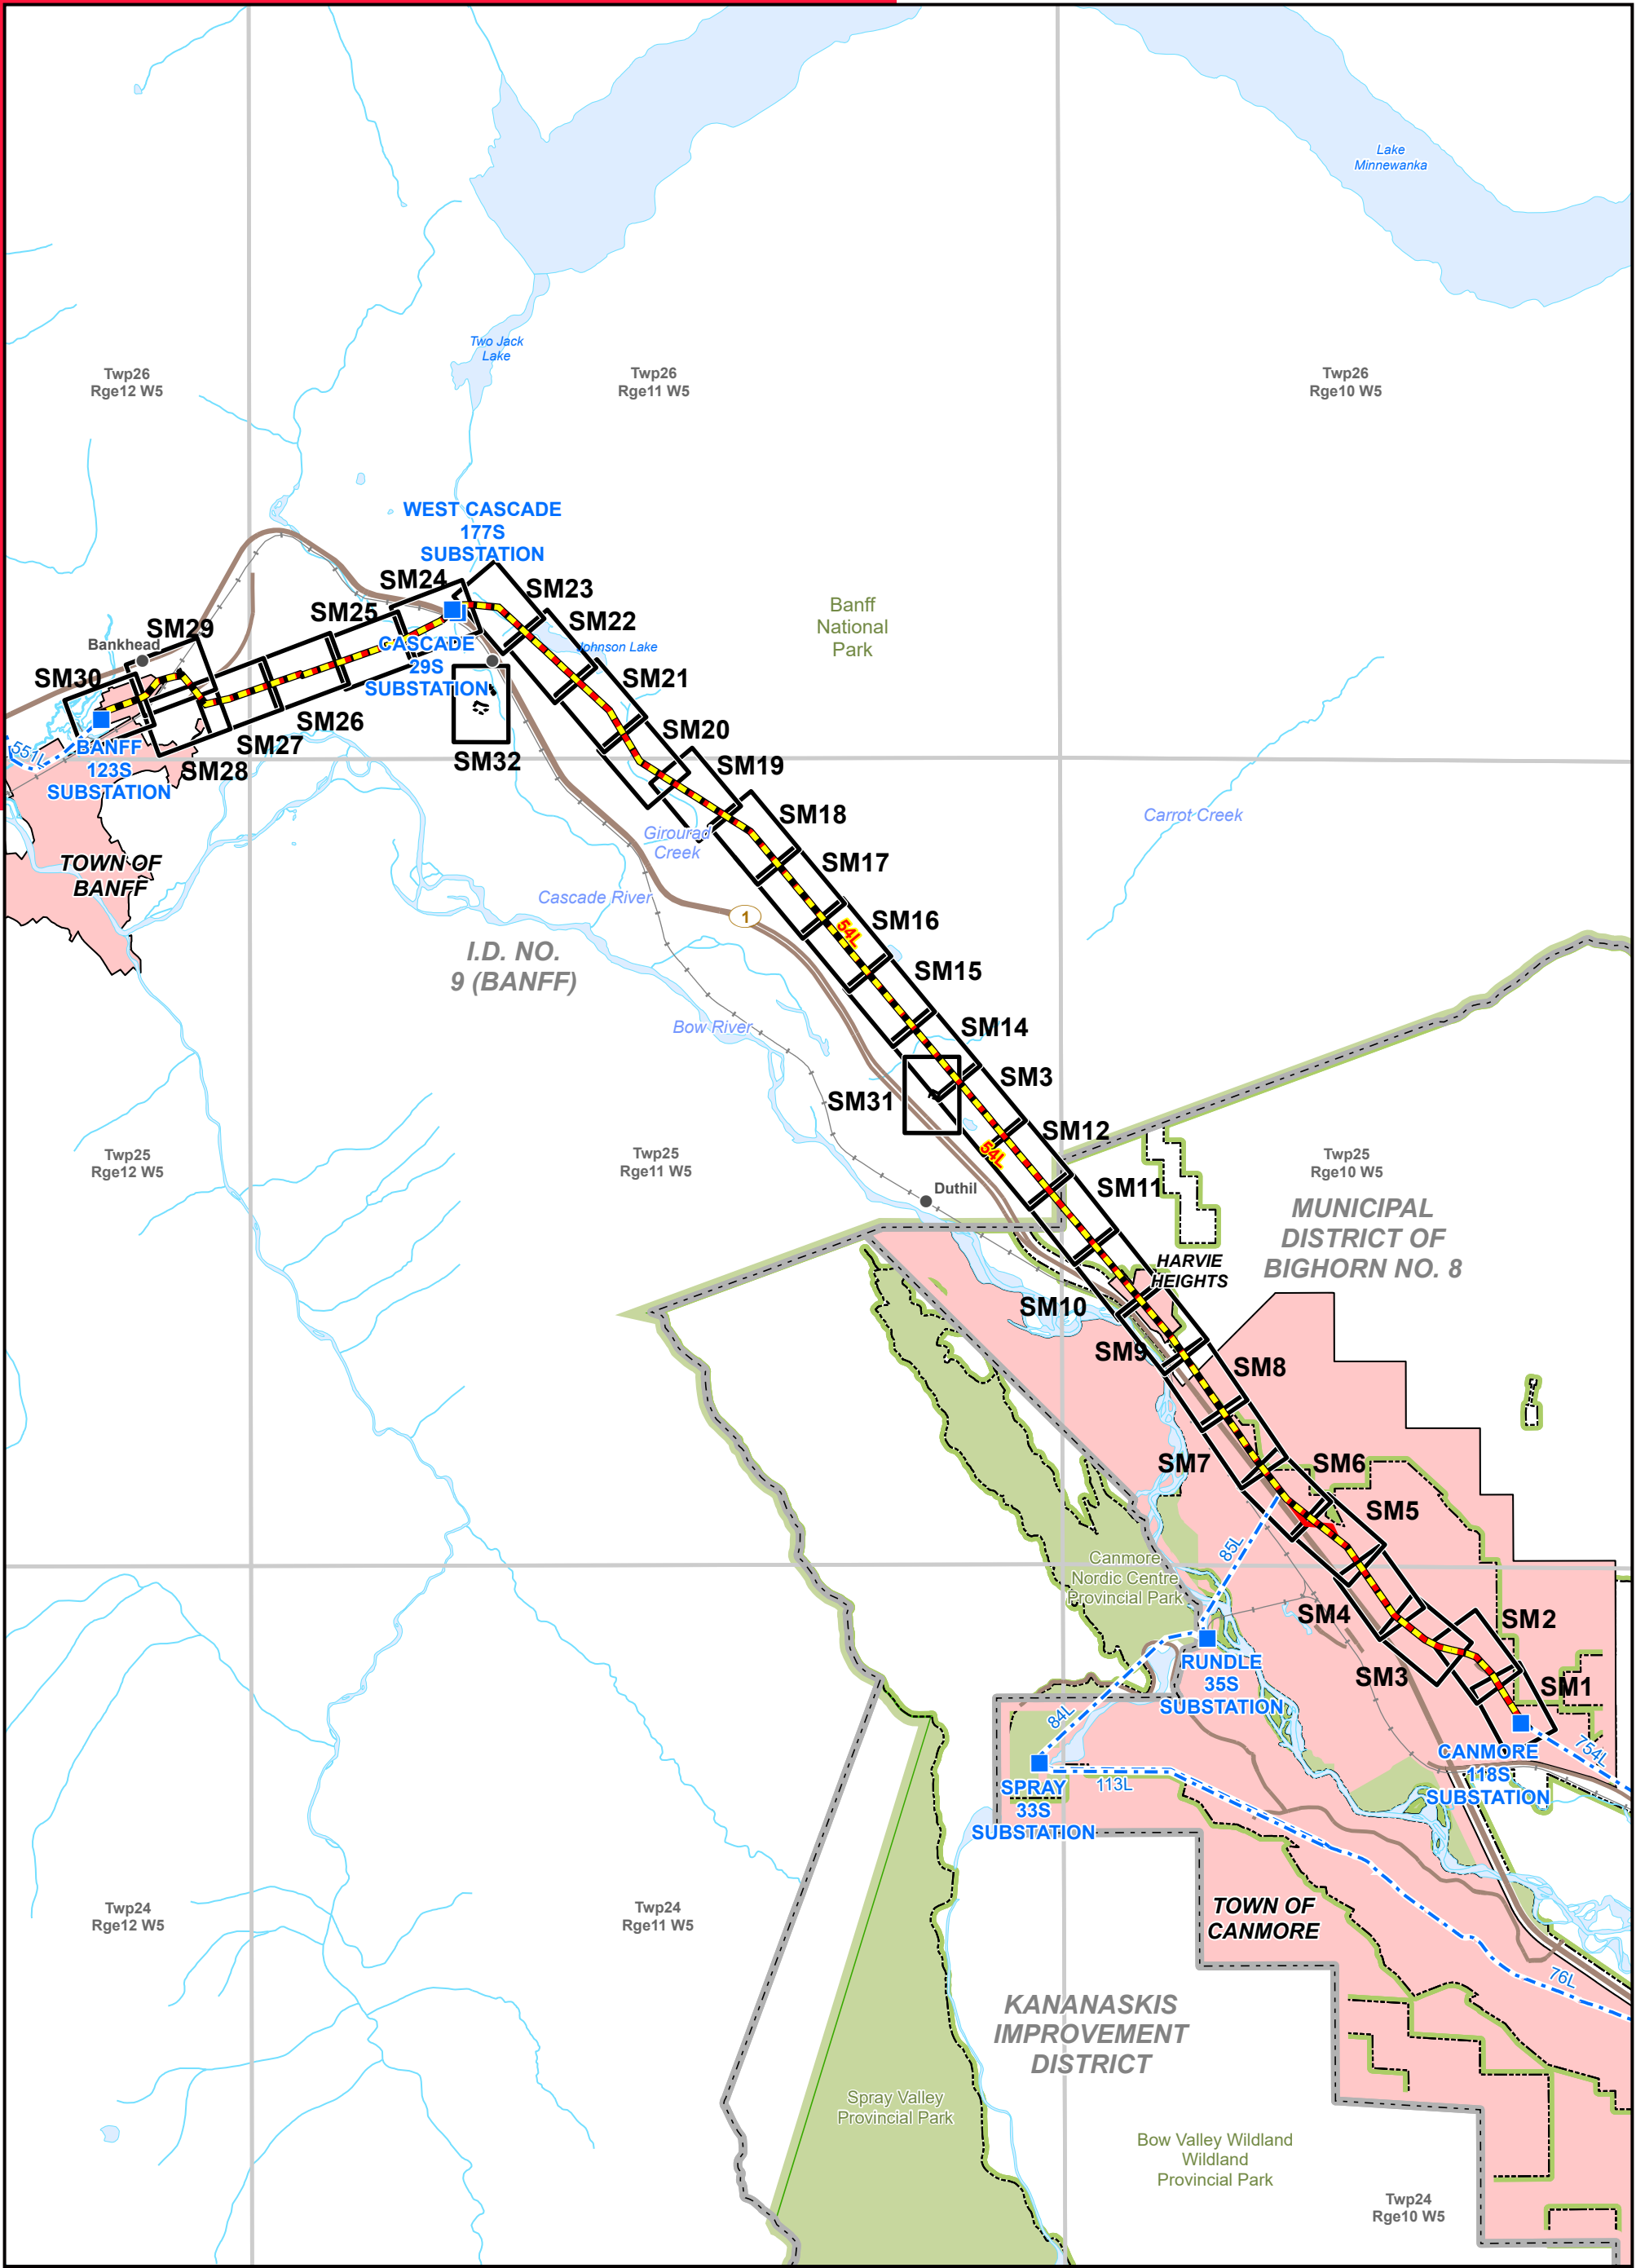 Lake
Minnewanka
Two Jack
Lake
Twp26
Rge12 W5
Twp26
Rge11 W5
Twp26
Rge10 W5
WEST CASCADE
177S
SUBSTATION
SM24
SM23
SM22
SM25
SM29
Bankhead
CASCADE
29S
SUBSTATION
Johnson Lake
Banff
National
Park
SM30
SM21
SM26
SM20
SM27
SM32
SM28
SM19
551L
BANFF
123S
SUBSTATION
SM18
Carrot Creek
Girourad
Creek
TOWN OF
BANFF
SM17
Cascade River
1
SM16
54L
I.D. NO.
9 (BANFF)
SM15
Bow River
SM14
SM3
SM31
SM12
54L
Twp25
Rge12 W5
Twp25
Rge11 W5
Twp25
Rge10 W5
Duthil
SM11
MUNICIPAL
DISTRICT OF
BIGHORN NO. 8
HARVIE
HEIGHTS
SM10
SM9
SM8
SM7
SM6
SM5
85L
Canmore
Nordic Centre
Provincial Park
SM4
SM2
RUNDLE
35S
SUBSTATION
SM3
SM1
84L
CANMORE
118S
SUBSTATION
754L
SPRAY
33S
SUBSTATION
113L
TOWN OF
CANMORE
Twp24
Rge12 W5
Twp24
Rge11 W5
76L
KANANASKIS
IMPROVEMENT
DISTRICT
Spray Valley
Provincial Park
Bow Valley Wildland
Wildland
Provincial Park
Twp24
Rge10 W5